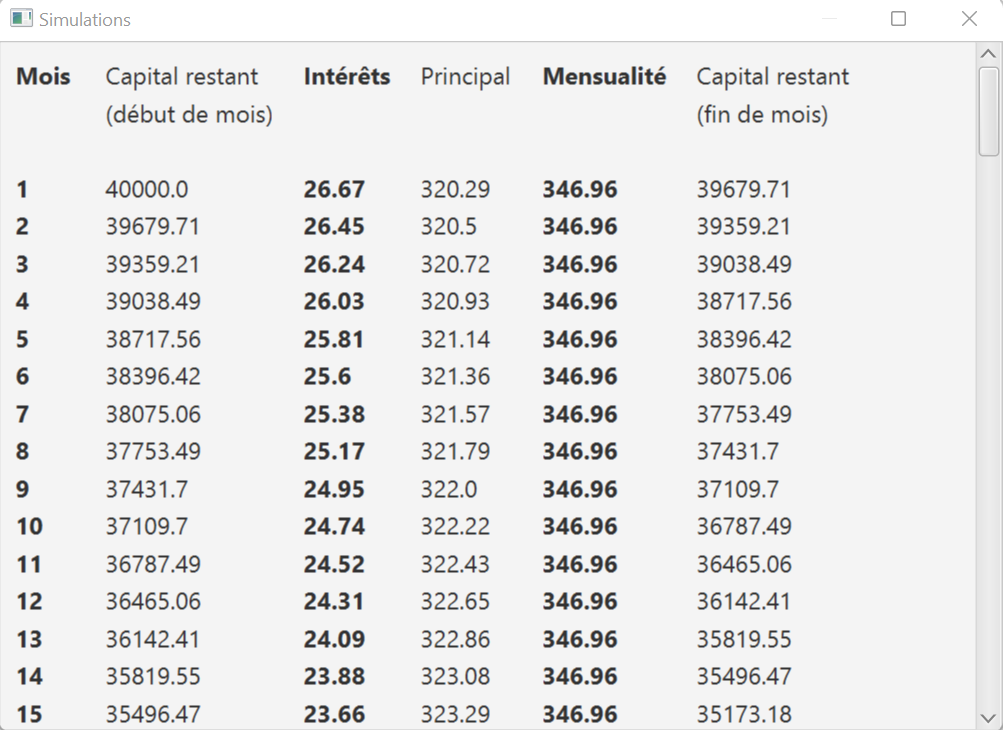 Simulations
Mois Capital restant Intérêts Principal Mensualité Capital restant
(début de mois) (fin de mois)
1 40000.0 26.67 320.29 346.96 39679.71
2 39679.71 26.45 320.5 346.96 39359.21
3 39359.21 26.24 320.72 346.96 39038.49
4 39038.49 26.03 320.93 346.96 38717.56
5 38717.56 25.81 321.14 346.96 38396.42
6 38396.42 25.6 321.36 346.96 38075.06
7 38075.06 25.38 321.57 346.96 37753.49
8 37753.49 25.17 321.79 346.96 37431.7
9 37431.7 24.95 322.0 346.96 37109.7
10 37109.7 24.74 322.22 346.96 36787.49
11 36787.49 24.52 322.43 346.96 36465.06
12 36465.06 24.31 322.65 346.96 36142.41
13 36142.41 24.09 322.86 346.96 35819.55
14 35819.55 23.88 323.08 346.96 35496.47
15 35496.47 23.66 323.29 346.96 35173.18